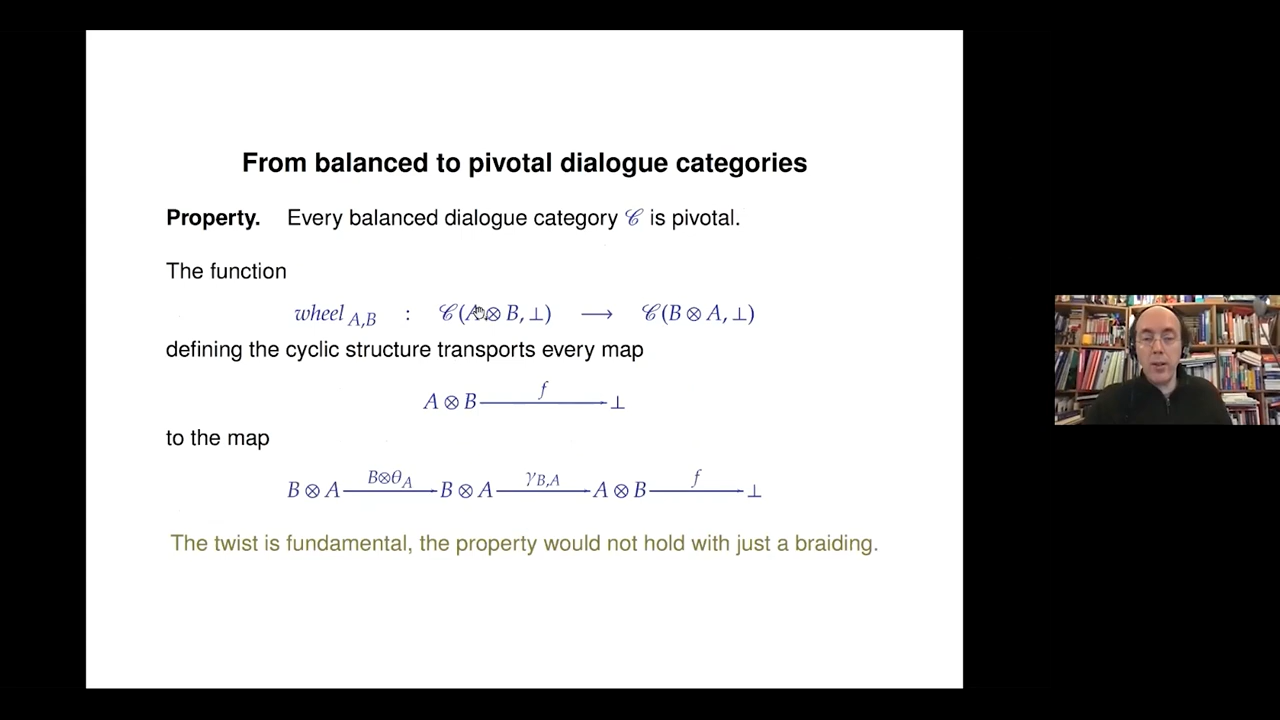 From balanced to pivotal dialogue categories
Property. Every balanced dialogue category 𝒞 is pivotal.
The function
wheel A,B : 𝒞(A ⊗ B, ⊥) ⟶ 𝒞(B ⊗ A, ⊥)
defining the cyclic structure transports every map
A ⊗ B —f→ ⊥
to the map
B ⊗ A —B⊗θ_A→ B ⊗ A —γ_B,A→ A ⊗ B —f→ ⊥
The twist is fundamental, the property would not hold with just a braiding.